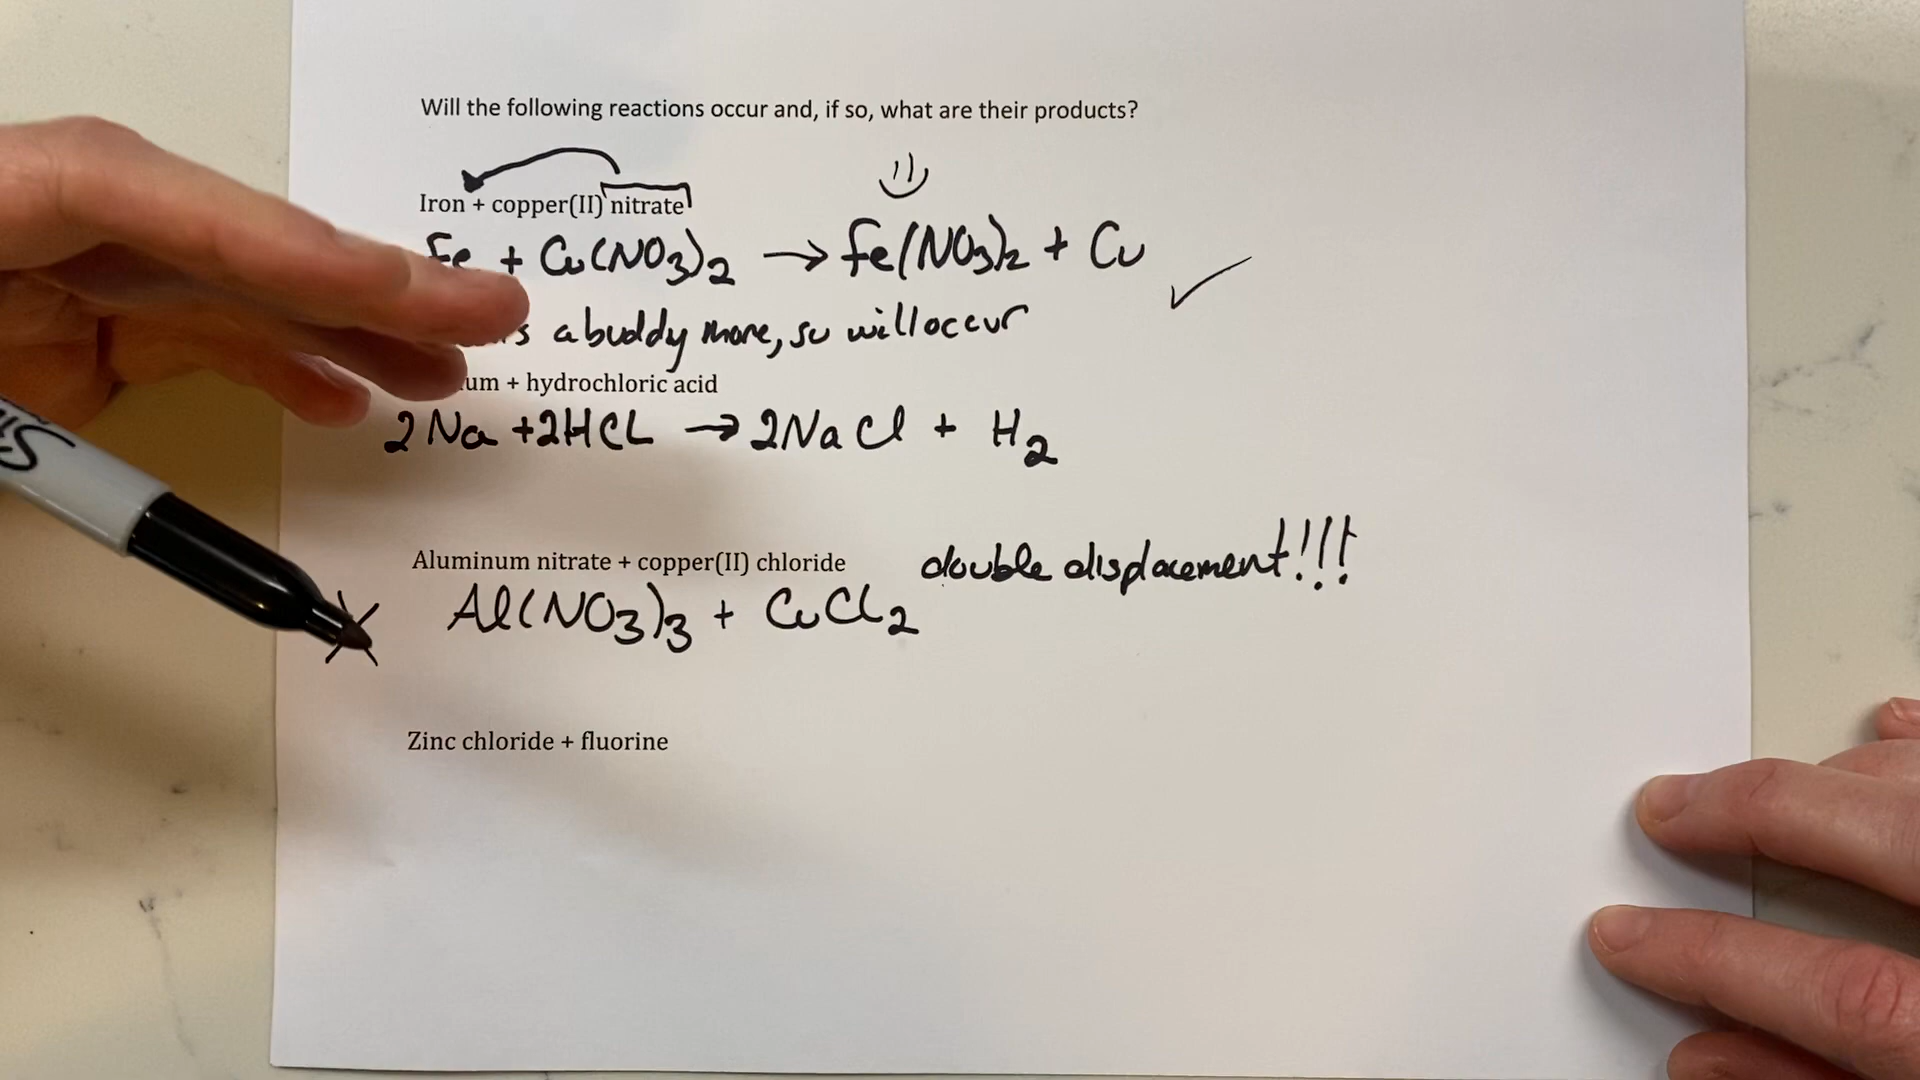 Will the following reactions occur and, if so, what are their products?
Iron + copper(II) nitrate
Fe + Cu(NO3)2 → Fe(NO3)2 + Cu ✓
a buddy more, so will occur
+ hydrochloric acid
2Na + 2HCl → 2NaCl + H2
Aluminum nitrate + copper(II) chloride double displacement!!!
X Al(NO3)3 + CuCl2
Zinc chloride + fluorine